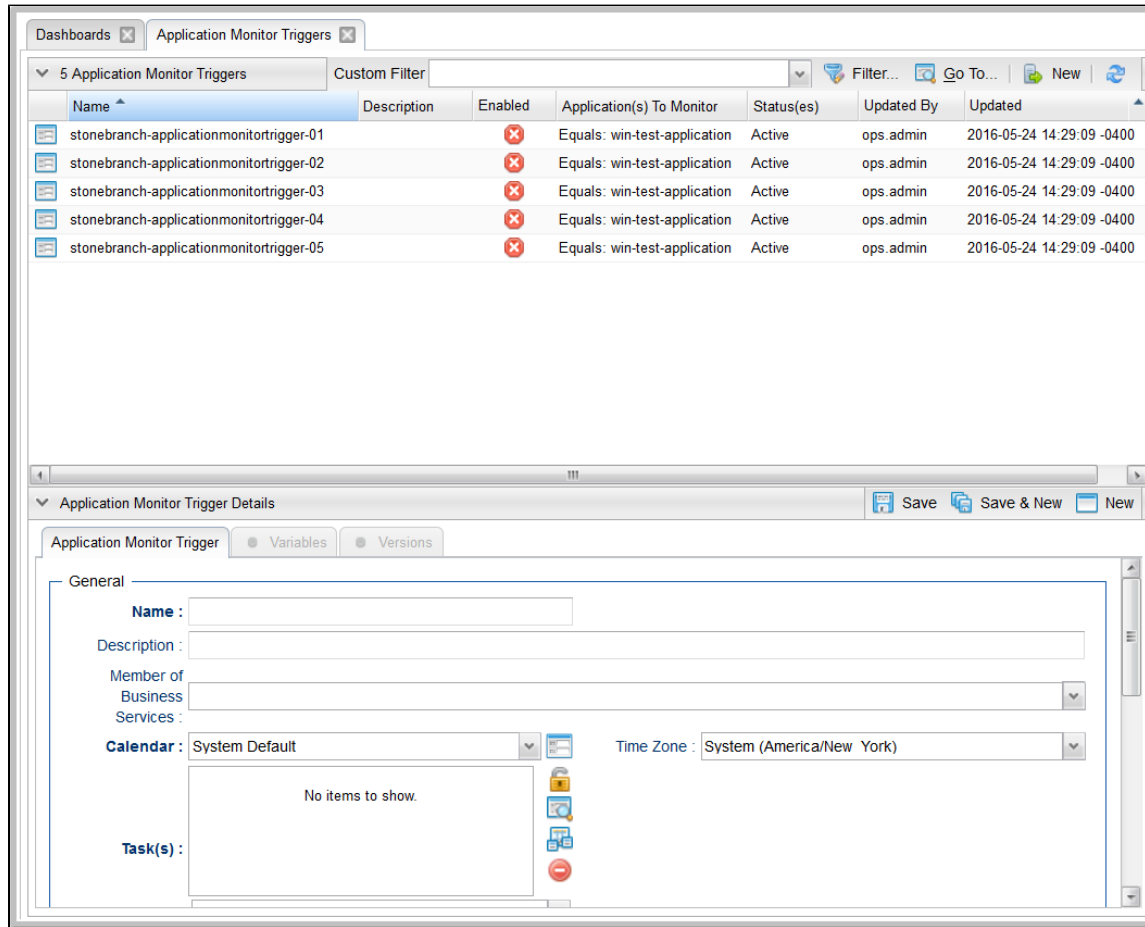 Dashboards Application Monitor Triggers
5 Application Monitor Triggers Custom Filter Filter... Go To... New
Name Description Enabled Application(s) To Monitor Status(es) Updated By Updated
stonebranch-applicationmonitortrigger-01 Equals: win-test-application Active ops.admin 2016-05-24 14:29:09 -0400
stonebranch-applicationmonitortrigger-02 Equals: win-test-application Active ops.admin 2016-05-24 14:29:09 -0400
stonebranch-applicationmonitortrigger-03 Equals: win-test-application Active ops.admin 2016-05-24 14:29:09 -0400
stonebranch-applicationmonitortrigger-04 Equals: win-test-application Active ops.admin 2016-05-24 14:29:09 -0400
stonebranch-applicationmonitortrigger-05 Equals: win-test-application Active ops.admin 2016-05-24 14:29:09 -0400
Application Monitor Trigger Details Save Save & New New
Application Monitor Trigger Variables Versions
General
Name :
Description :
Member of
Business
Services :
Calendar : System Default Time Zone : System (America/New York)
No items to show.
Task(s) :